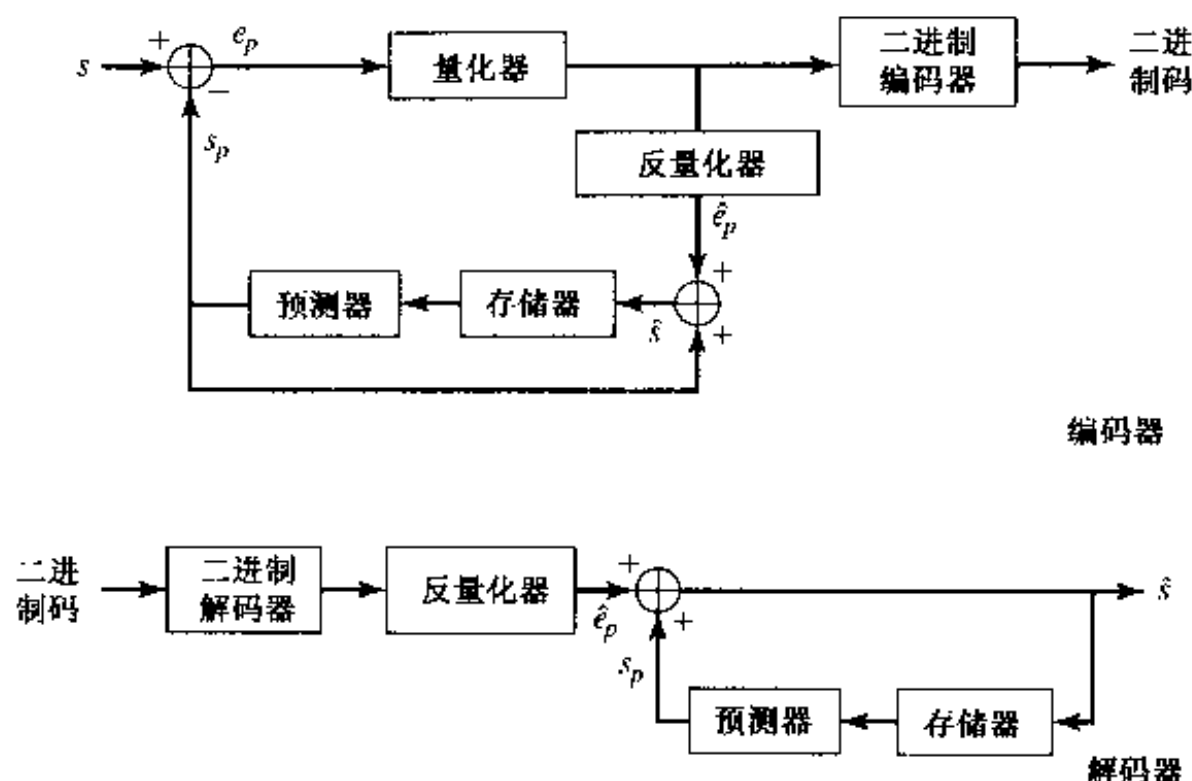 s
+
−
e_p
量化器
二进制
编码器
二进
制码
s_p
反量化器
ê_p
预测器
存储器
ŝ
+
+
编码器
二进
制码
二进制
解码器
反量化器
ê_p
+
+
s_p
ŝ
预测器
存储器
解码器